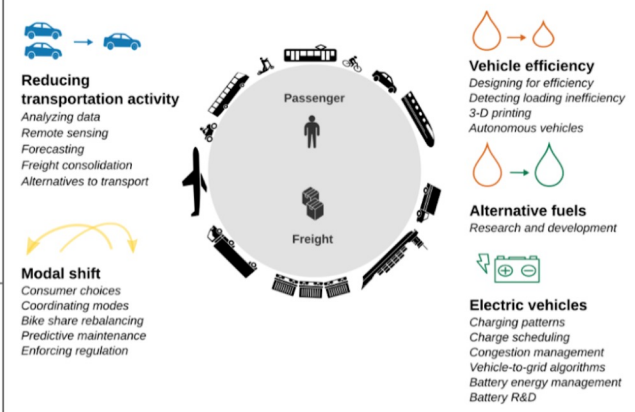 Reducing
transportation activity
Analyzing data
Remote sensing
Forecasting
Freight consolidation
Alternatives to transport
Modal shift
Consumer choices
Coordinating modes
Bike share rebalancing
Predictive maintenance
Enforcing regulation
Passenger
Freight
Vehicle efficiency
Designing for efficiency
Detecting loading inefficiency
3-D printing
Autonomous vehicles
Alternative fuels
Research and development
Electric vehicles
Charging patterns
Charge scheduling
Congestion management
Vehicle-to-grid algorithms
Battery energy management
Battery R&D